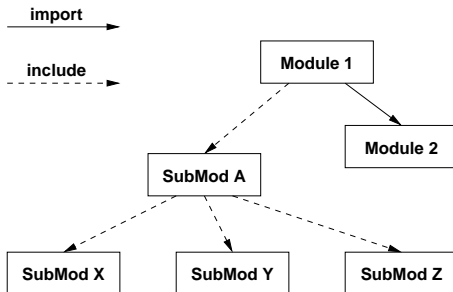 import
include
Module 1
Module 2
SubMod A
SubMod X
SubMod Y
SubMod Z